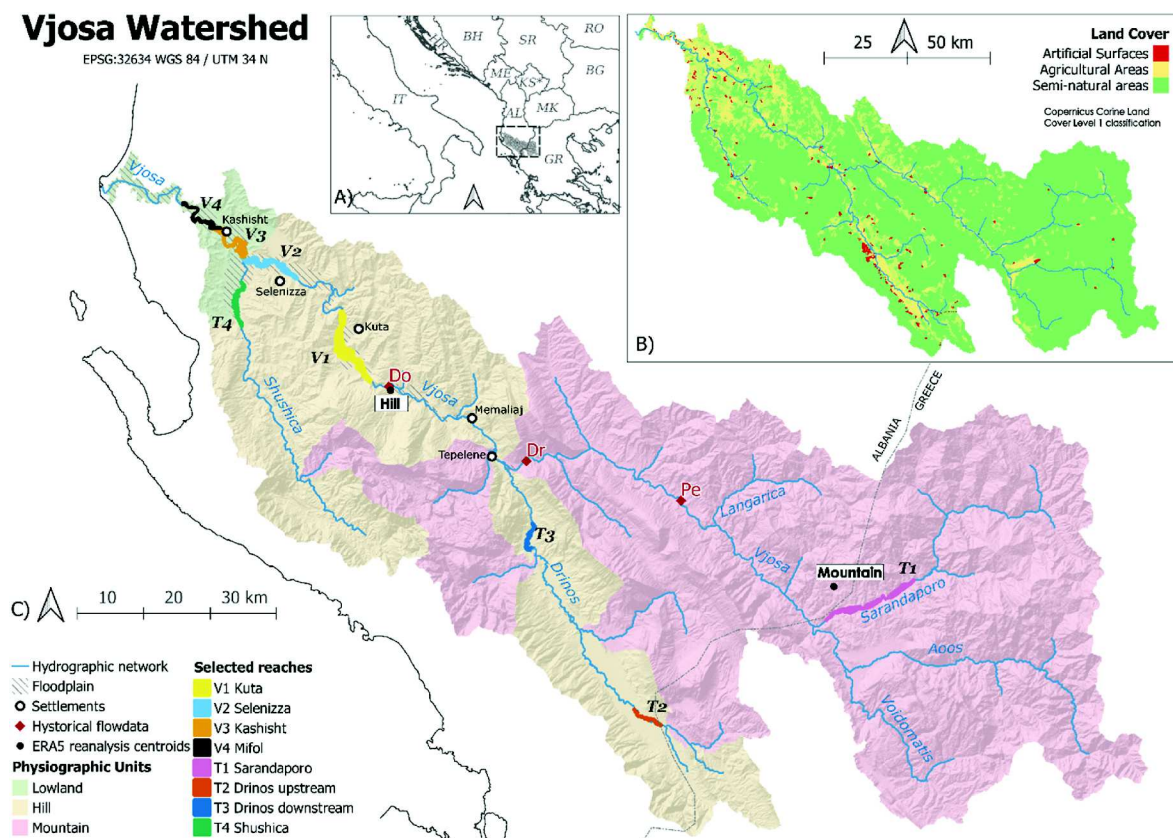 Vjosa Watershed
EPSG:32634 WGS 84 / UTM 34 N
HR
BH
SR
RO
ME
KS*
BG
IT
AL
MK
GR
A)
25 50 km
Land Cover
Artificial Surfaces
Agricultural Areas
Semi-natural areas
Copernicus Corine Land
Cover Level 1 classification
B)
Vjosa
V4
Kashisht
V3
V2
Selenizza
T4
Kuta
V1
Do
Hill
Vjosa
Shushica
Memaliaj
Tepelene
Dr
ALBANIA
GREECE
Pe
Langarica
T3
Vjosa
Mountain
T1
Sarandaporo
Drinos
Aoos
T2
Voidomatis
C)
10 20 30 km
Hydrographic network
Floodplain
Settlements
Hystorical flowdata
ERA5 reanalysis centroids
Physiographic Units
Lowland
Hill
Mountain
Selected reaches
V1 Kuta
V2 Selenizza
V3 Kashisht
V4 Mifol
T1 Sarandaporo
T2 Drinos upstream
T3 Drinos downstream
T4 Shushica